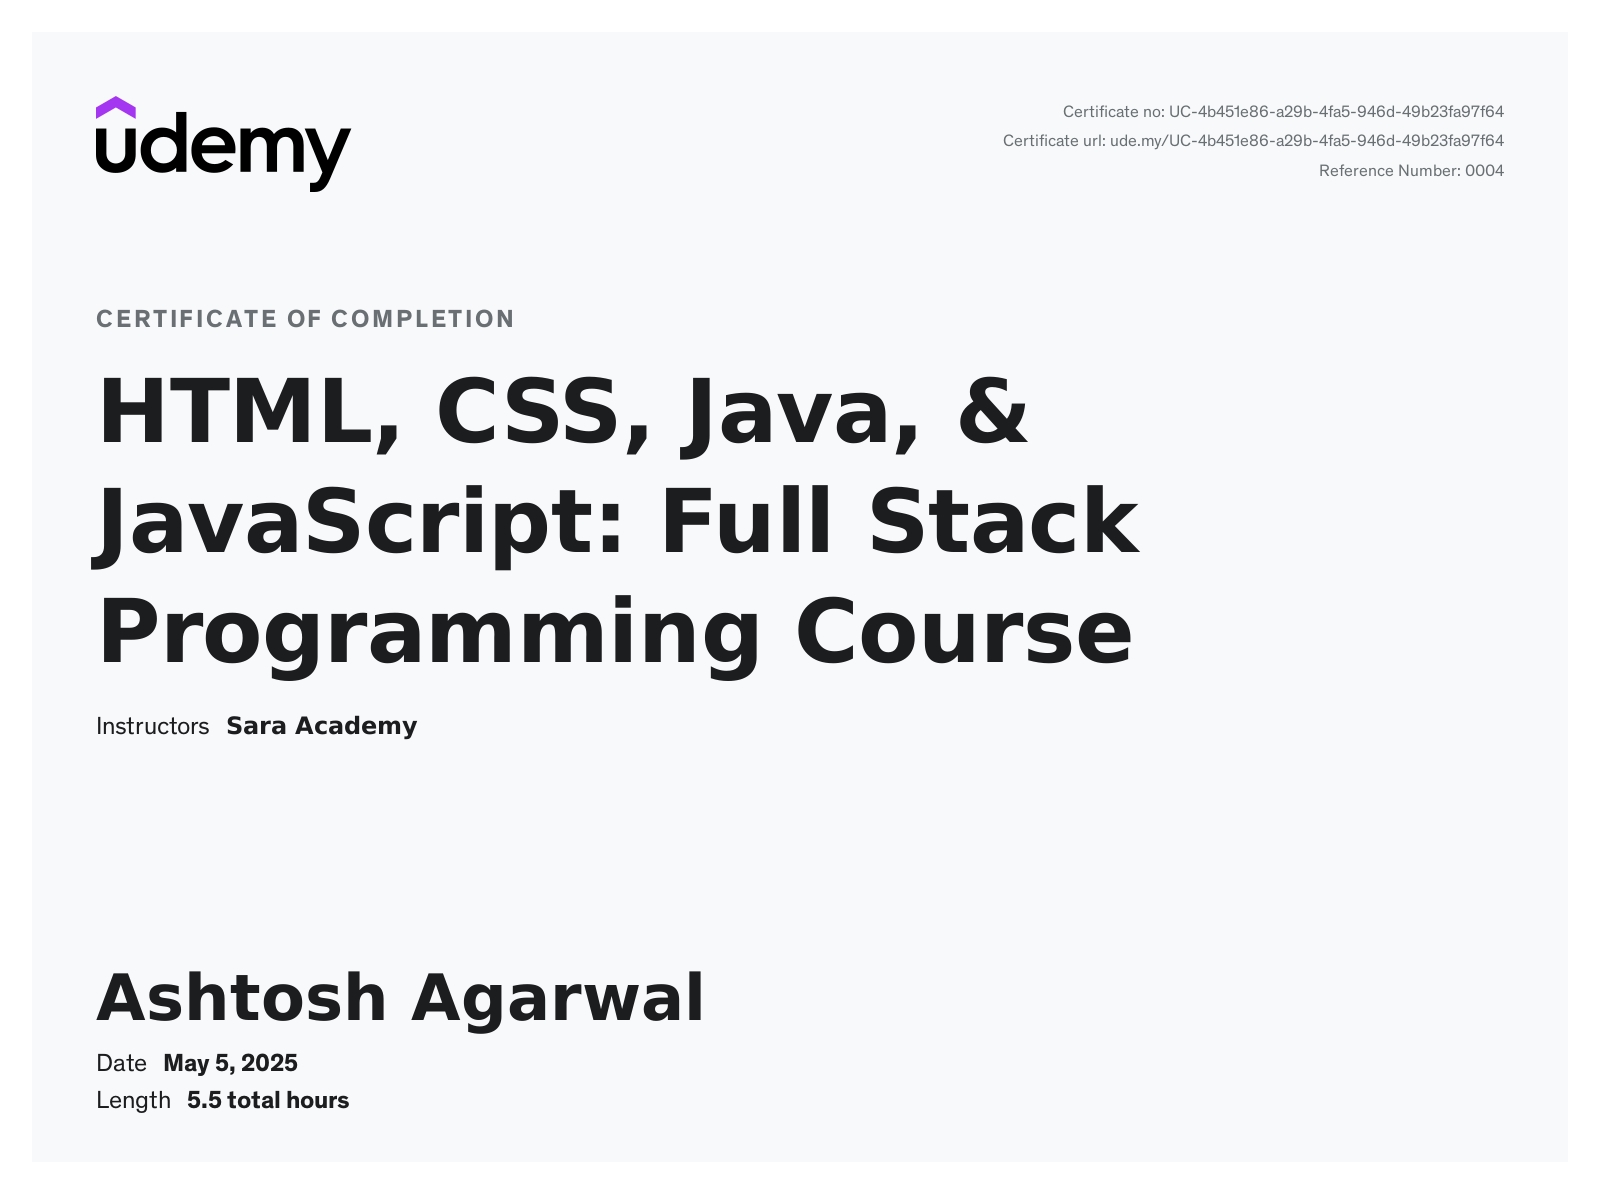 udemy
Certificate no: UC-4b451e86-a29b-4fa5-946d-49b23fa97f64
Certificate url: ude.my/UC-4b451e86-a29b-4fa5-946d-49b23fa97f64
Reference Number: 0004
CERTIFICATE OF COMPLETION
HTML, CSS, Java, &
JavaScript: Full Stack
Programming Course
Instructors Sara Academy
Ashtosh Agarwal
Date May 5, 2025
Length 5.5 total hours